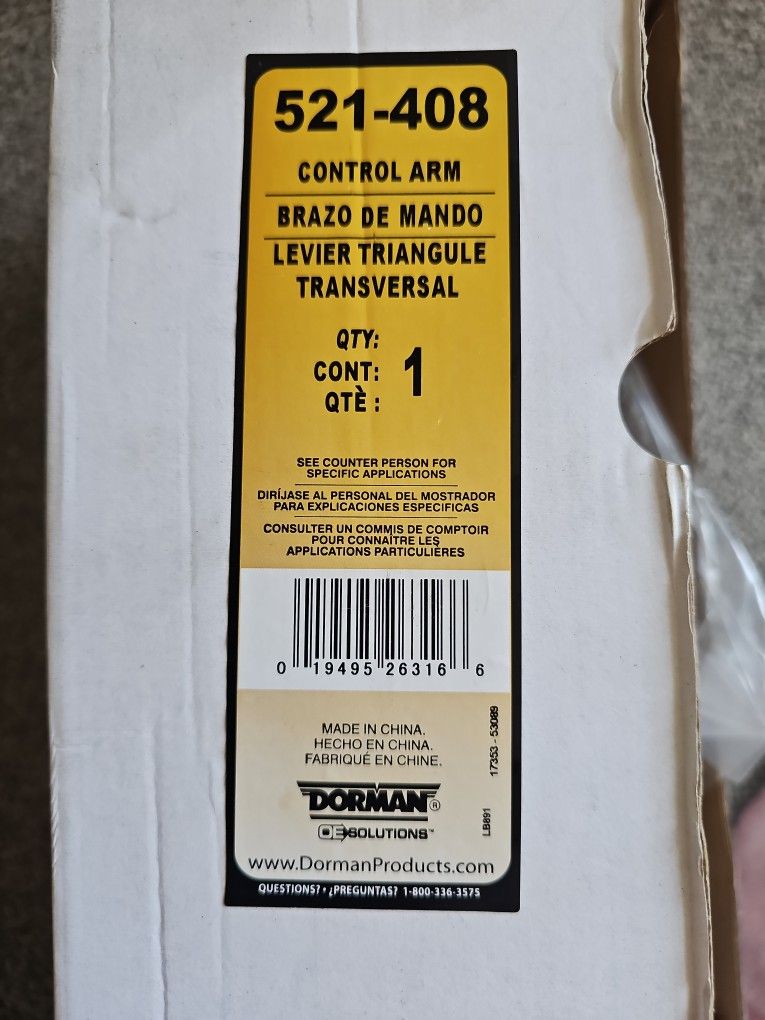 521-408
CONTROL ARM
BRAZO DE MANDO
LEVIER TRIANGULE
TRANSVERSAL
QTY:
CONT: 1
QTÈ :
SEE COUNTER PERSON FOR
SPECIFIC APPLICATIONS
DIRÍJASE AL PERSONAL DEL MOSTRADOR
PARA EXPLICACIONES ESPECIFICAS
CONSULTER UN COMMIS DE COMPTOIR
POUR CONNAÎTRE LES
APPLICATIONS PARTICULIÈRES
0 19495 26316 6
MADE IN CHINA.
HECHO EN CHINA.
FABRIQUÉ EN CHINE.
17353 - 53089
LB891
DORMAN®
OE SOLUTIONS™
www.DormanProducts.com
QUESTIONS? • ¿PREGUNTAS? 1-800-336-3575